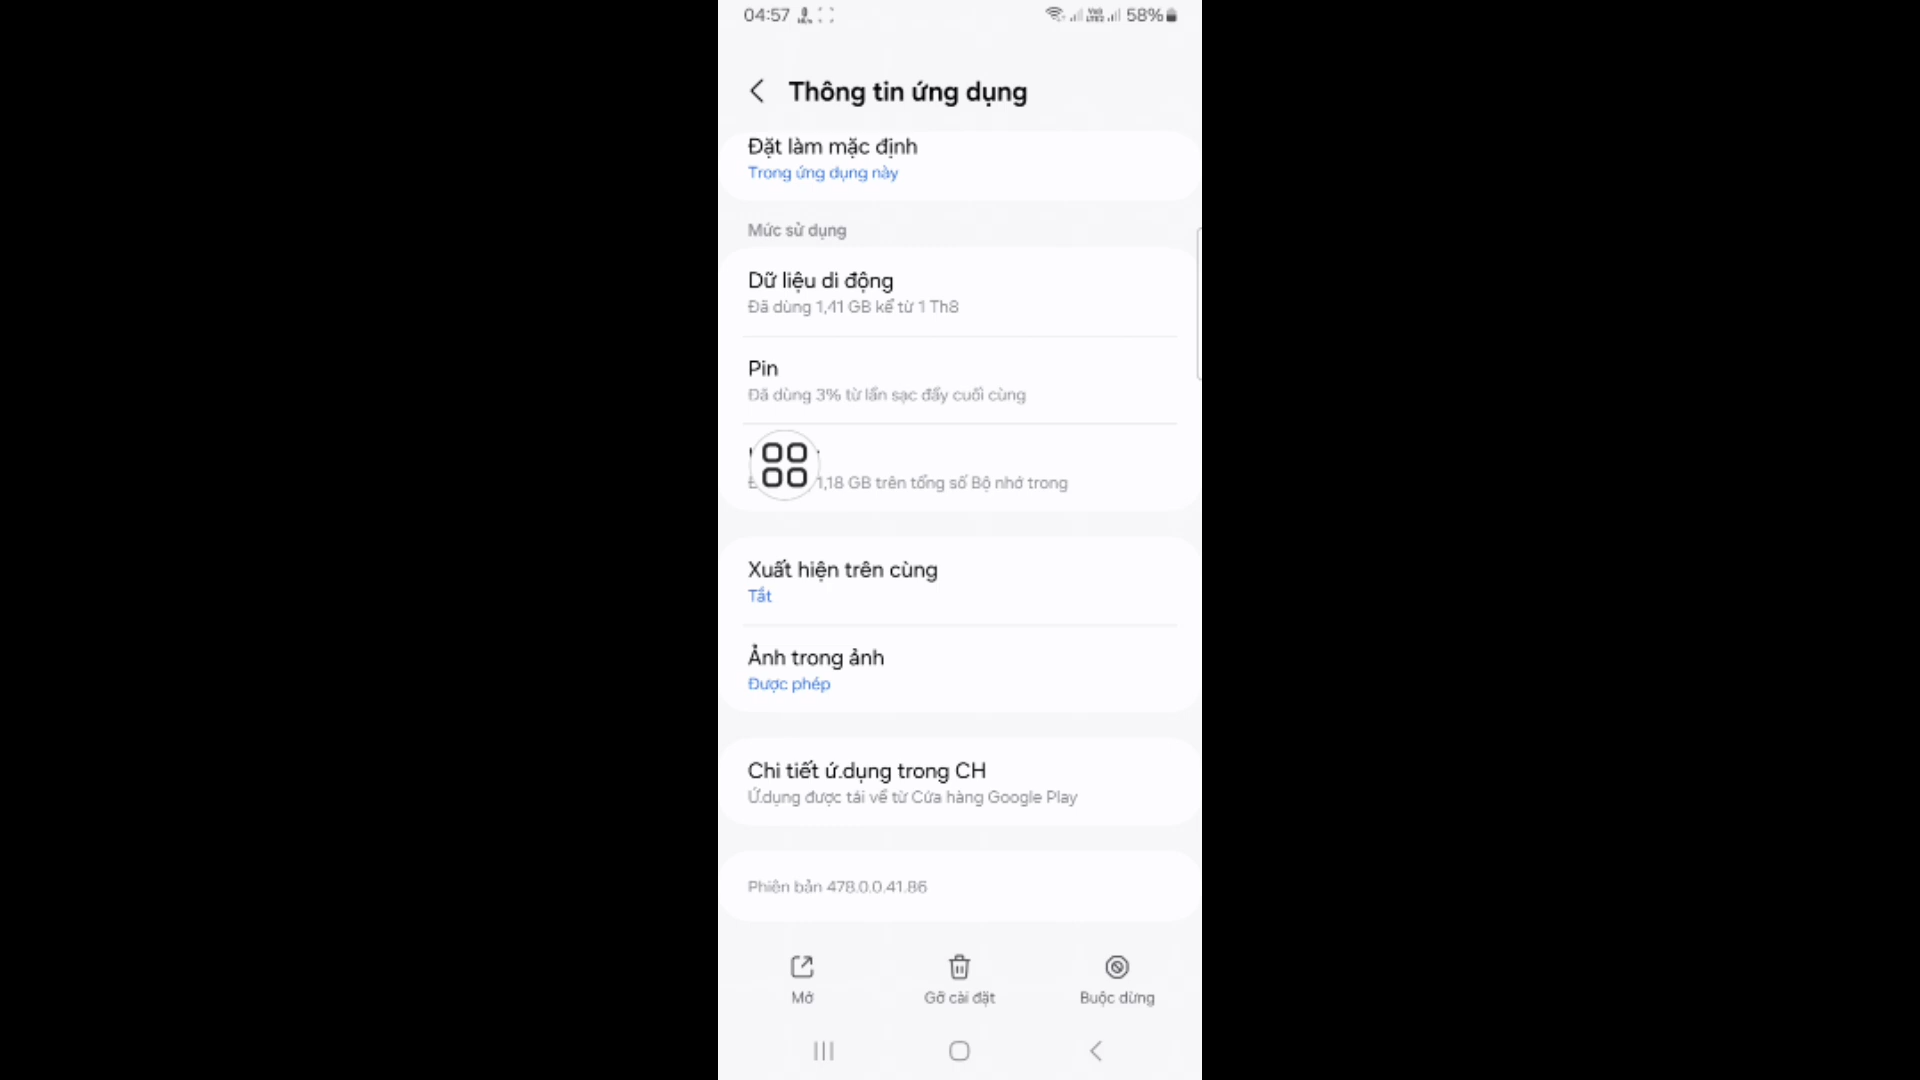 04:57
58%
Thông tin ứng dụng
Đặt làm mặc định
Trong ứng dụng này
Mức sử dụng
Dữ liệu di động
Đã dùng 1,41 GB kể từ 1 Th8
Pin
Đã dùng 3% từ lần sạc đầy cuối cùng
1,18 GB trên tổng số Bộ nhớ trong
Xuất hiện trên cùng
Tắt
Ảnh trong ảnh
Được phép
Chi tiết ứ.dụng trong CH
Ứ.dụng được tải về từ Cửa hàng Google Play
Phiên bản 478.0.0.41.86
Mở
Gỡ cài đặt
Buộc dừng